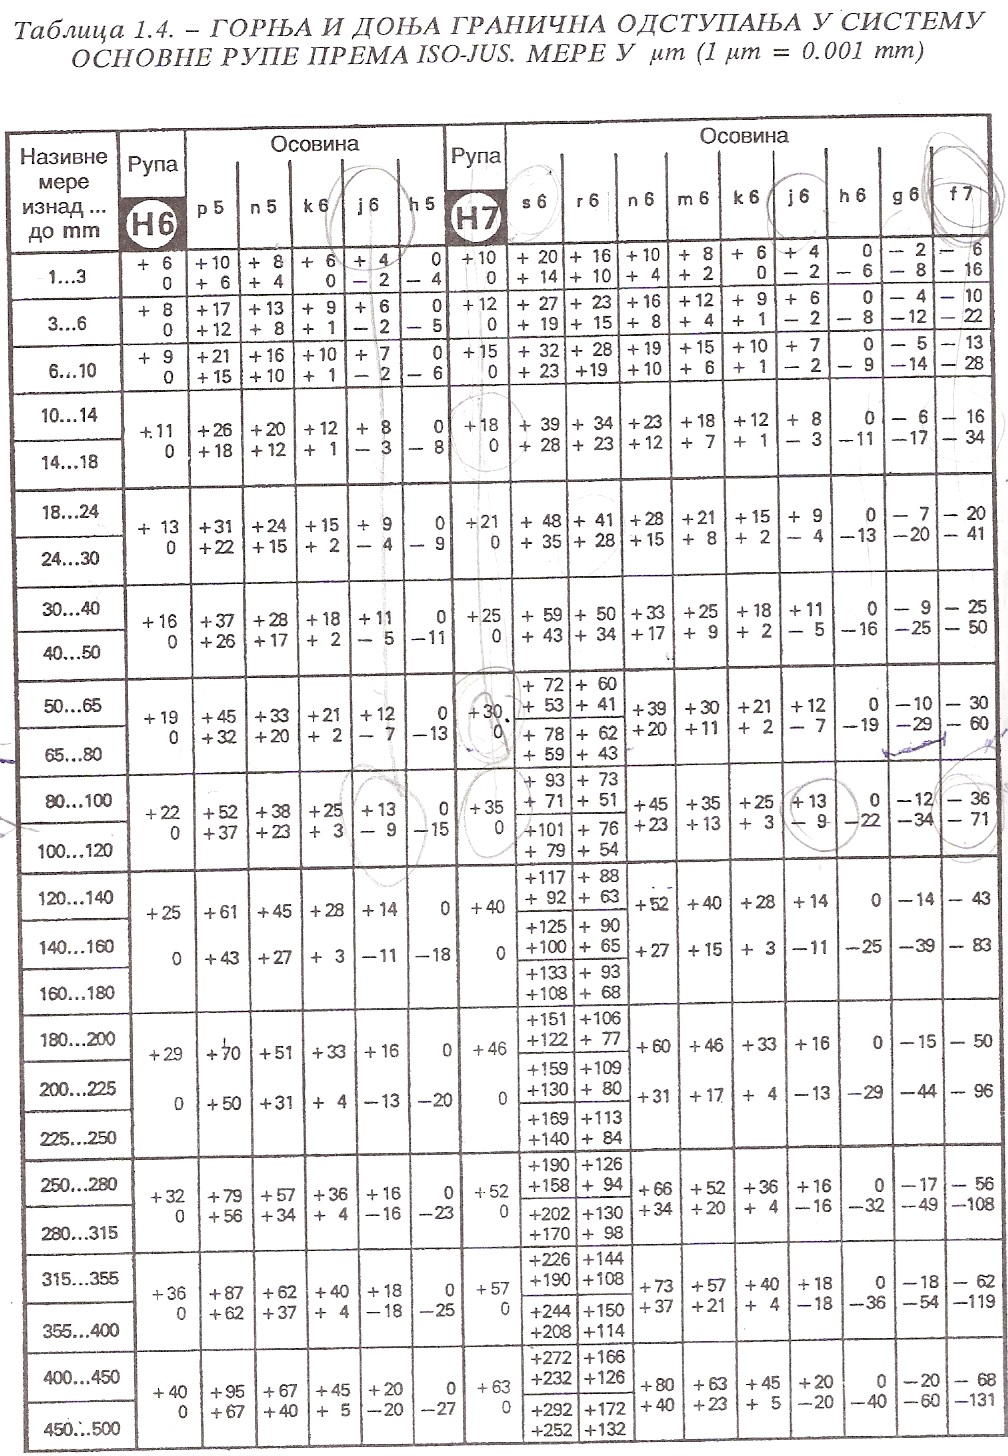 Таблица 1.4. – ГОРЊА И ДОЊА ГРАНИЧНА ОДСТУПАЊА У СИСТЕМУ
ОСНОВНЕ РУПЕ ПРЕМА ISO-JUS. МЕРЕ У μm (1 μm = 0.001 mm)
Називне мере изнад ... до mm Рупа Осовина Рупа Осовина
H6 p 5 n 5 k 6 j 6 h 5 H7 s 6 r 6 n 6 m 6 k 6 j 6 h 6 g 6 f 7
1...3 + 6 +10 + 8 + 6 + 4 0 +10 + 20 + 16 +10 + 8 + 6 + 4 0 – 2 – 6
0 + 6 + 4 0 – 2 – 4 0 + 14 + 10 + 4 + 2 0 – 2 – 6 – 8 – 16
3...6 + 8 +17 +13 + 9 + 6 0 +12 + 27 + 23 +16 +12 + 9 + 6 0 – 4 – 10
0 +12 + 8 + 1 – 2 – 5 0 + 19 + 15 + 8 + 4 + 1 – 2 – 8 –12 – 22
6...10 + 9 +21 +16 +10 + 7 0 +15 + 32 + 28 +19 +15 +10 + 7 0 – 5 – 13
0 +15 +10 + 1 – 2 – 6 0 + 23 +19 +10 + 6 + 1 – 2 – 9 –14 – 28
10...14 +11 +26 +20 +12 + 8 0 +18 + 39 + 34 +23 +18 +12 + 8 0 – 6 – 16
14...18 0 +18 +12 + 1 – 3 – 8 0 + 28 + 23 +12 + 7 + 1 – 3 –11 –17 – 34
18...24 + 13 +31 +24 +15 + 9 0 +21 + 48 + 41 +28 +21 +15 + 9 0 – 7 – 20
24...30 0 +22 +15 + 2 – 4 – 9 0 + 35 + 28 +15 + 8 + 2 – 4 –13 –20 – 41
30...40 +16 +37 +28 +18 +11 0 +25 + 59 + 50 +33 +25 +18 +11 0 – 9 – 25
40...50 0 +26 +17 + 2 – 5 –11 0 + 43 + 34 +17 + 9 + 2 – 5 –16 –25 – 50
+ 72 + 60
50...65 + 53 + 41
+19 +45 +33 +21 +12 0 +30 +39 +30 +21 +12 0 –10 – 30
0 +32 +20 + 2 – 7 –13 0 + 78 + 62 +20 +11 + 2 – 7 –19 –29 – 60
65...80 + 59 + 43
+ 93 + 73
80...100 + 71 + 51
+22 +52 +38 +25 +13 0 +35 +45 +35 +25 +13 0 –12 – 36
0 +37 +23 + 3 – 9 –15 0 +101 + 76 +23 +13 + 3 – 9 –22 –34 – 71
100...120 + 79 + 54
+117 + 88
120...140 + 92 + 63
+25 +61 +45 +28 +14 0 +40 +52 +40 +28 +14 0 –14 – 43
+125 + 90
140...160 0 +43 +27 + 3 –11 –18 0 +100 + 65 +27 +15 + 3 –11 –25 –39 – 83
+133 + 93
160...180 +108 + 68
+151 +106
180...200 +122 + 77
+29 +70 +51 +33 +16 0 +46 +60 +46 +33 +16 0 –15 – 50
+159 +109
200...225 0 +50 +31 + 4 –13 –20 0 +130 + 80 +31 +17 + 4 –13 –29 –44 – 96
+169 +113
225...250 +140 + 84
+190 +126
250...280 +158 + 94
+32 +79 +57 +36 +16 0 +52 +66 +52 +36 +16 0 –17 – 56
0 +56 +34 + 4 –16 –23 0 +202 +130 +34 +20 + 4 –16 –32 –49 –108
280...315 +170 + 98
+226 +144
315...355 +190 +108
+36 +87 +62 +40 +18 0 +57 +73 +57 +40 +18 0 –18 – 62
0 +62 +37 + 4 –18 –25 0 +244 +150 +37 +21 + 4 –18 –36 –54 –119
355...400 +208 +114
+272 +166
400...450 +232 +126
+40 +95 +67 +45 +20 0 +63 +80 +63 +45 +20 0 –20 – 68
0 +67 +40 + 5 –20 –27 0 +292 +172 +40 +23 + 5 –20 –40 –60 –131
450...500 +252 +132